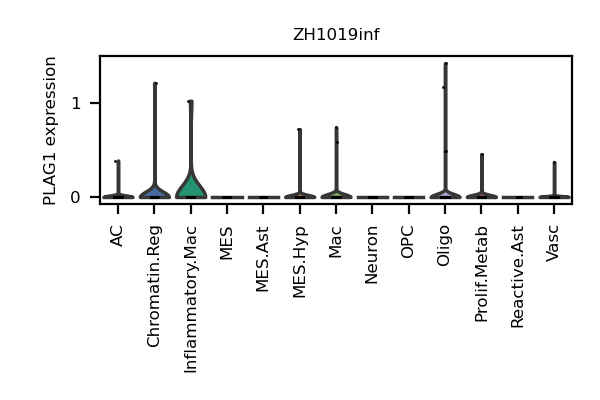 ZH1019inf
PLAG1 expression
1
0
AC
Chromatin.Reg
Inflammatory.Mac
MES
MES.Ast
MES.Hyp
Mac
Neuron
OPC
Oligo
Prolif.Metab
Reactive.Ast
Vasc